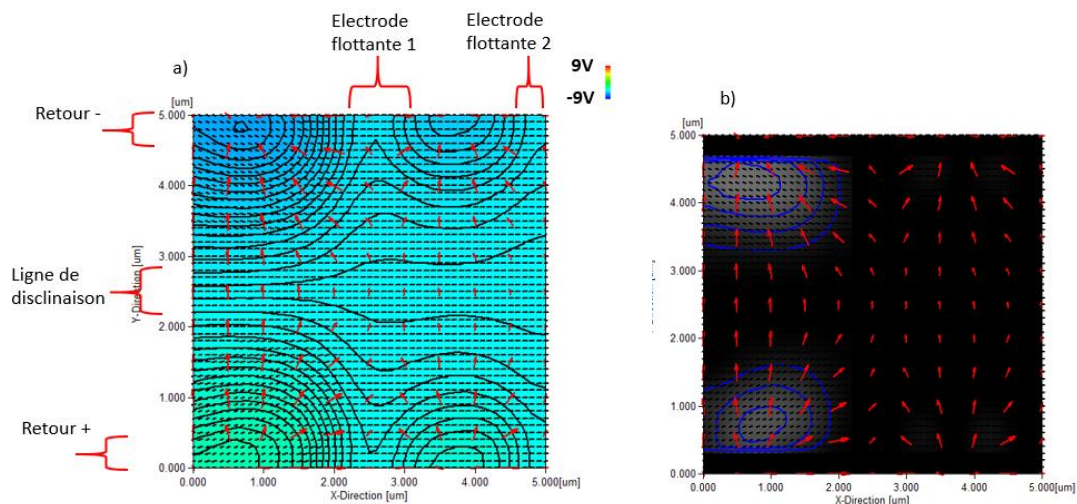 Electrode
flottante 1
Electrode
flottante 2
a)
9V
-9V
b)
[um]
Retour -
Ligne de
disclinaison
Retour +
5.000
4.000
3.000
2.000
1.000
0.000
Y-Direction [um]
0.000 1.000 2.000 3.000 4.000 5.000[um]
X-Direction [um]
[um]
5.000
4.000
3.000
2.000
1.000
0.000
0.000 1.000 2.000 3.000 4.000 5.000[um]
X-Direction [um]